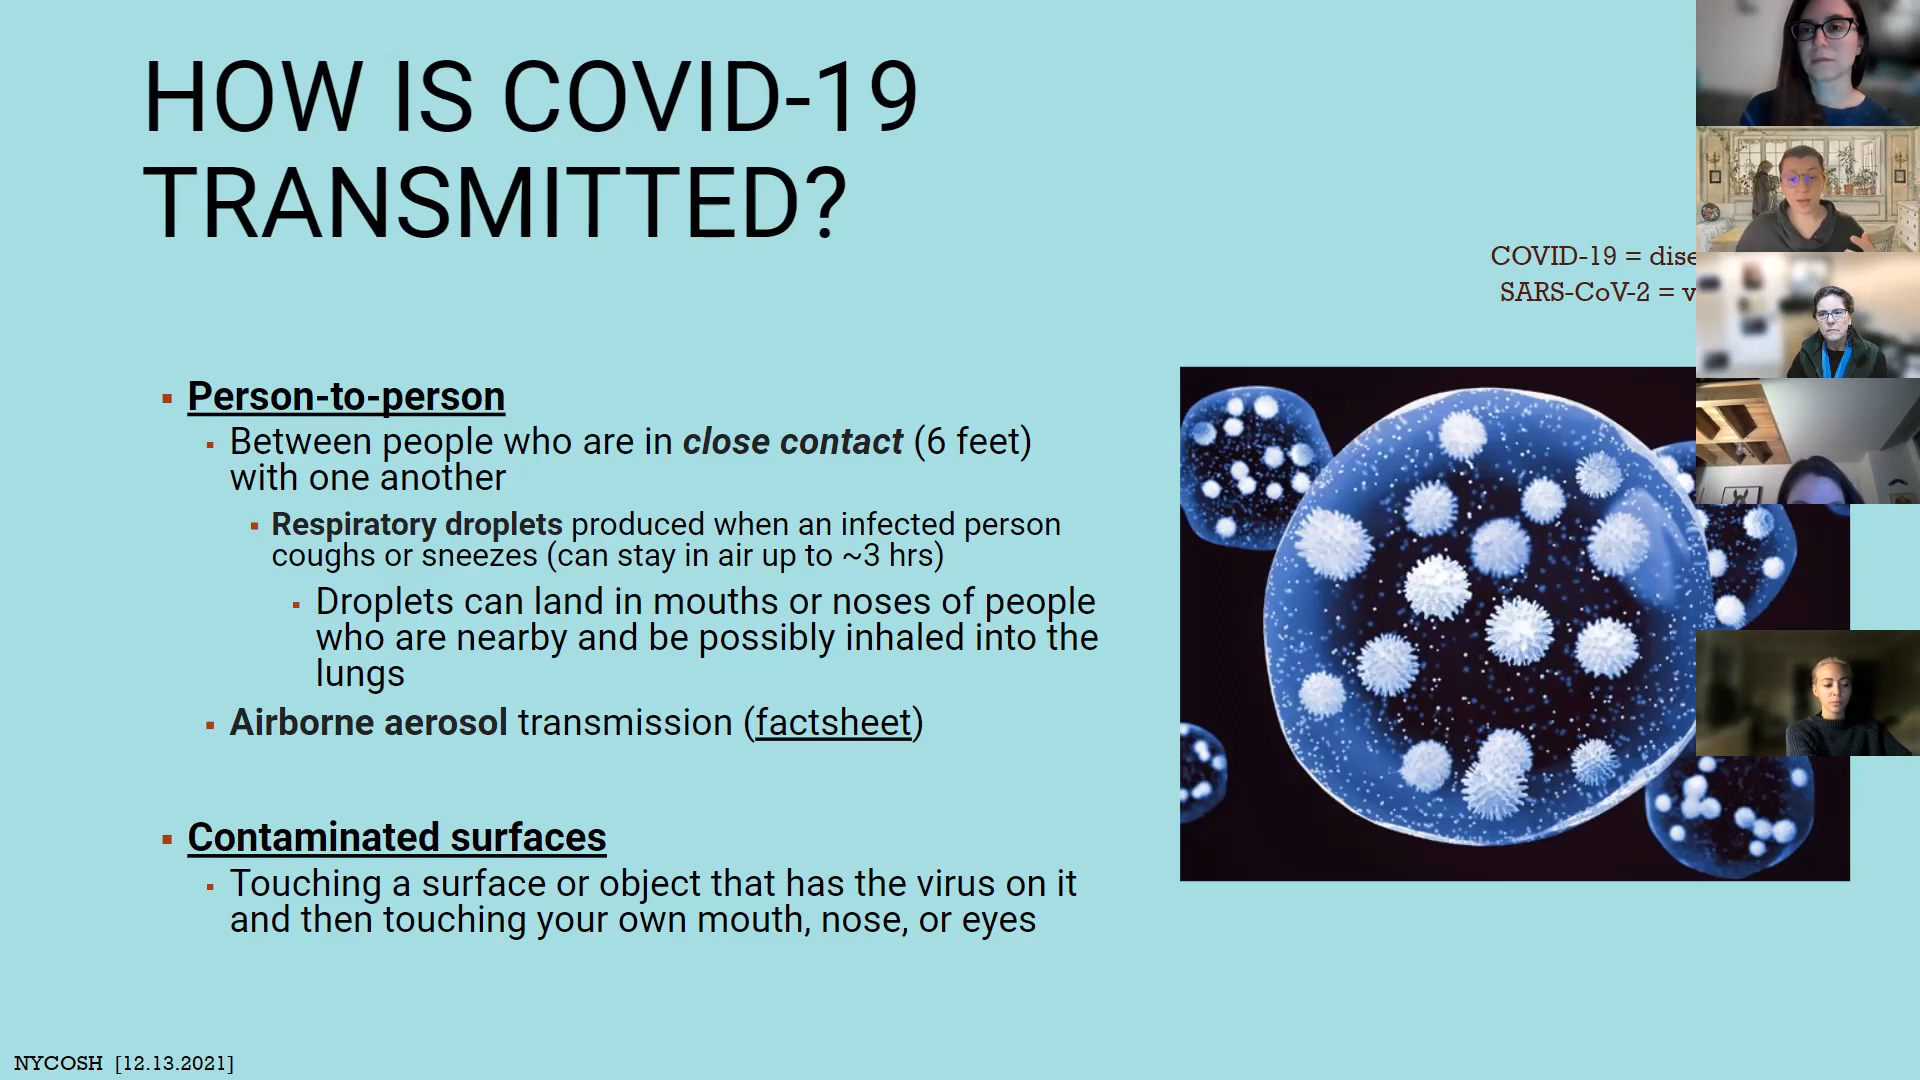 HOW IS COVID-19
TRANSMITTED?
COVID-19 = dise
SARS-CoV-2 = v
▪ Person-to-person
▪ Between people who are in close contact (6 feet)
with one another
▪ Respiratory droplets produced when an infected person
coughs or sneezes (can stay in air up to ~3 hrs)
▪ Droplets can land in mouths or noses of people
who are nearby and be possibly inhaled into the
lungs
▪ Airborne aerosol transmission (factsheet)
▪ Contaminated surfaces
▪ Touching a surface or object that has the virus on it
and then touching your own mouth, nose, or eyes
NYCOSH [12.13.2021]